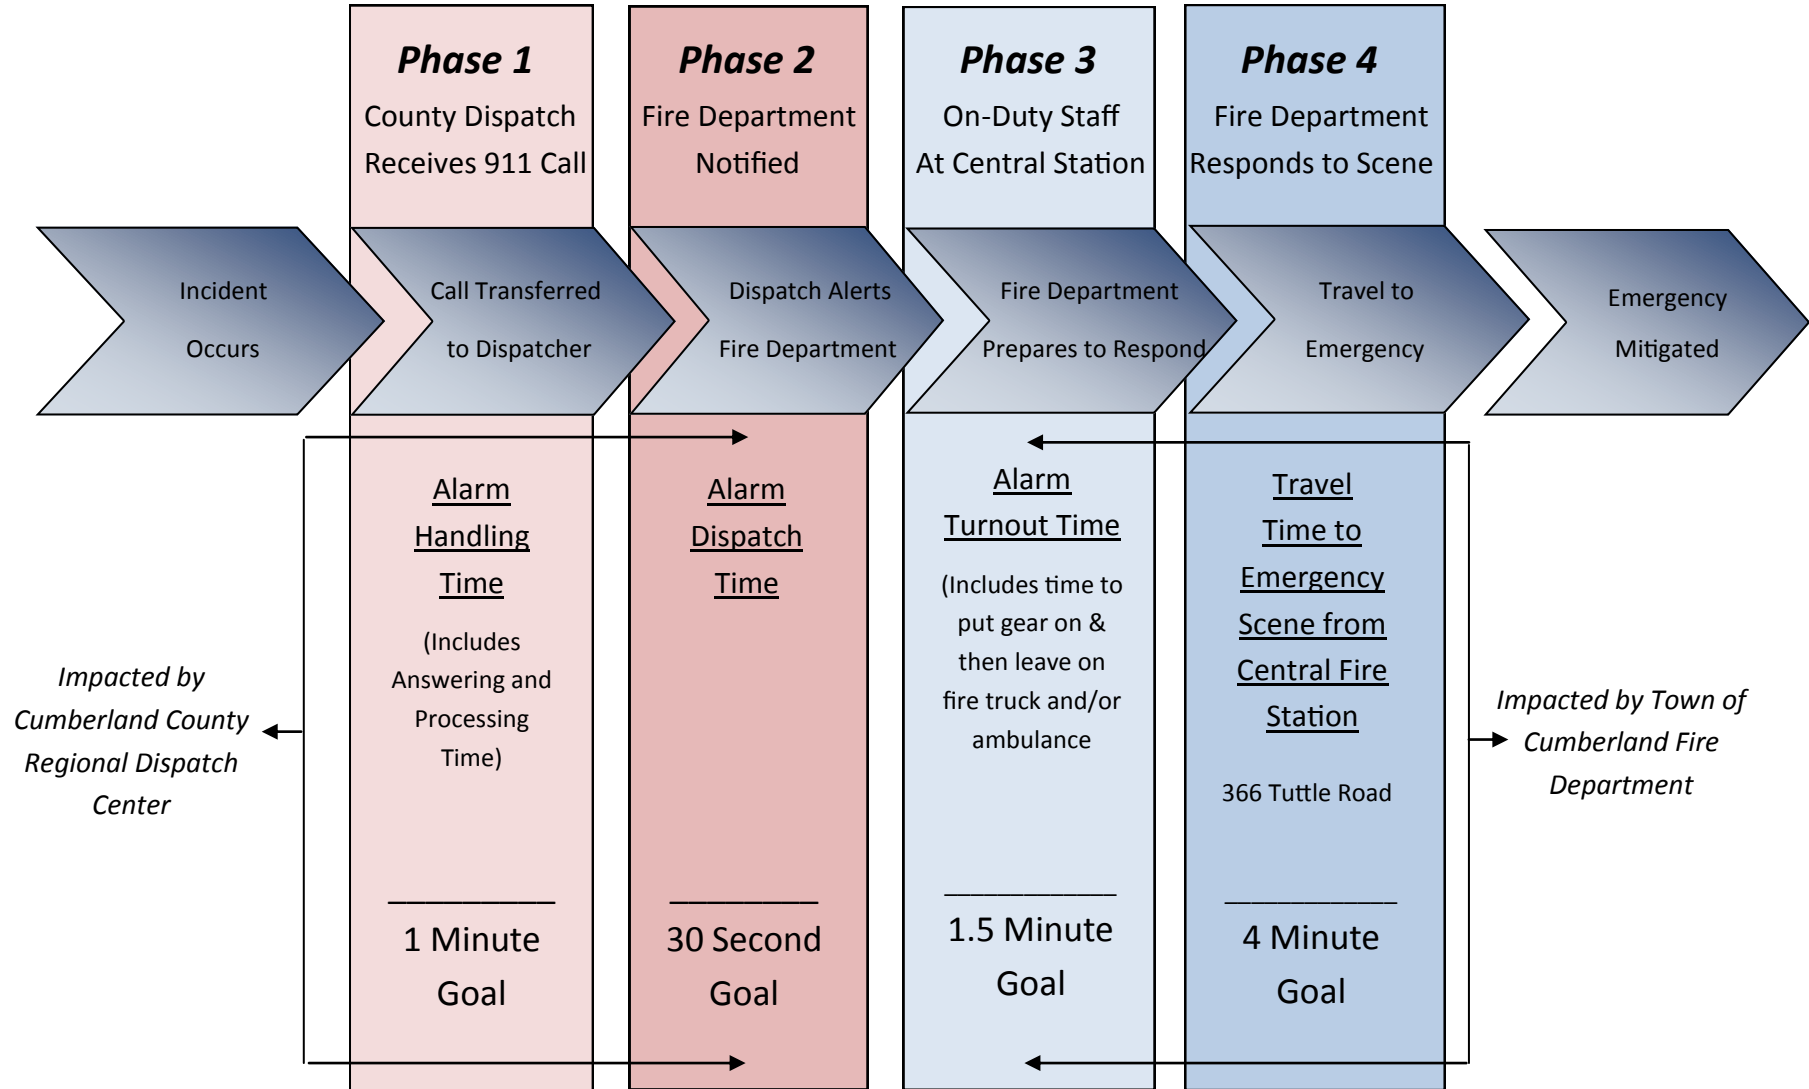 Phase 1
County Dispatch
Receives 911 Call
Phase 2
Fire Department
Notified
Phase 3
On-Duty Staff
At Central Station
Phase 4
Fire Department
Responds to Scene
Incident
Occurs
Call Transferred
to Dispatcher
Dispatch Alerts
Fire Department
Fire Department
Prepares to Respond
Travel to
Emergency
Emergency
Mitigated
Impacted by
Cumberland County
Regional Dispatch
Center
Alarm
Handling
Time
(Includes
Answering and
Processing
Time)
1 Minute
Goal
Alarm
Dispatch
Time
30 Second
Goal
Alarm
Turnout Time
(Includes time to
put gear on &
then leave on
fire truck and/or
ambulance
1.5 Minute
Goal
Travel
Time to
Emergency
Scene from
Central Fire
Station
366 Tuttle Road
4 Minute
Goal
Impacted by Town of
Cumberland Fire
Department